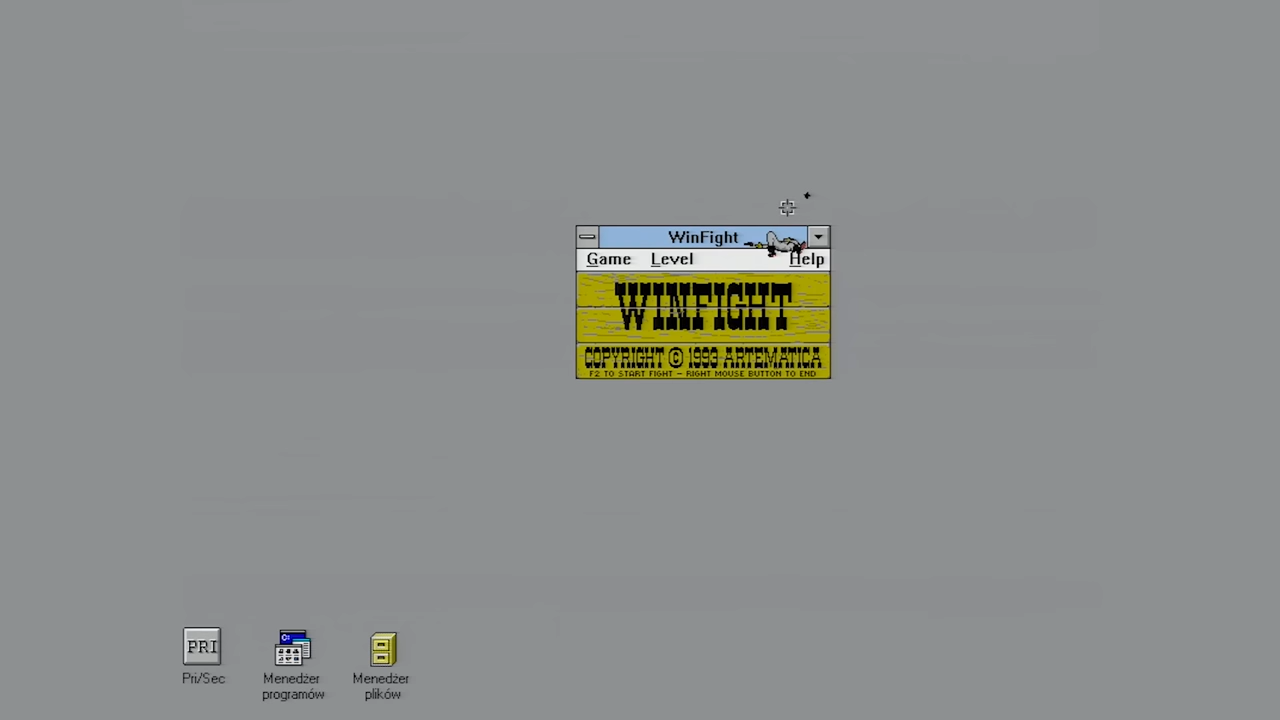 WinFight
Game Level Help
WINFIGHT
COPYRIGHT © 1993 ARTEMATICA
F2 TO START FIGHT - RIGHT MOUSE BUTTON TO END
PRI
Pri/Sec
C:\
Menedżer
programów
Menedżer
plików